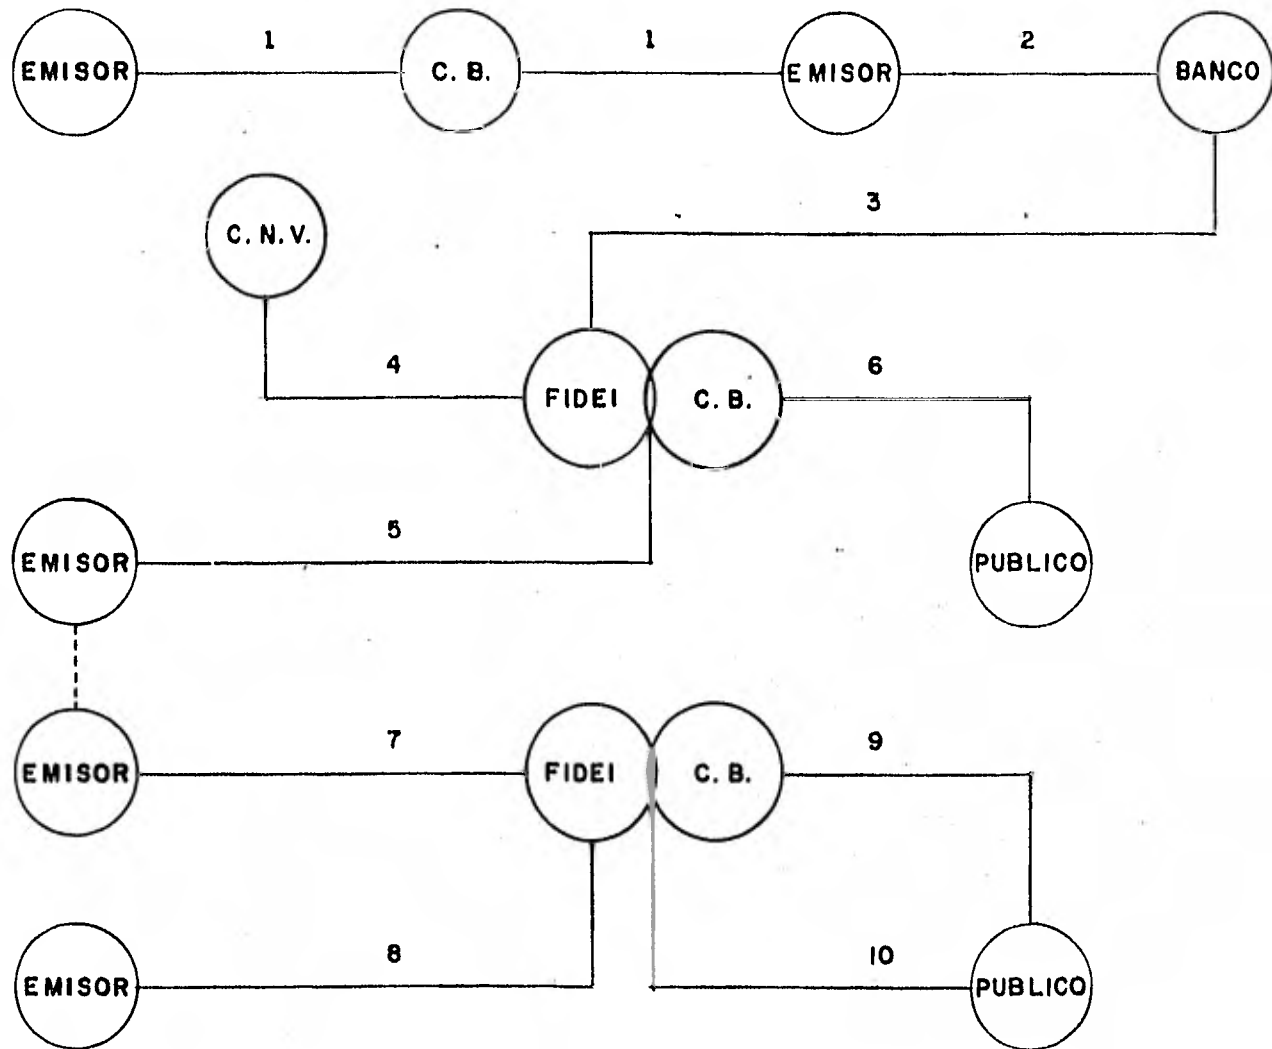 1 1 2
EMISOR C. B. EMISOR BANCO
3
C. N. V.
4 6
FIDEI C. B.
5
EMISOR PUBLICO
7 9
EMISOR FIDEI C. B.
8 10
EMISOR PUBLICO